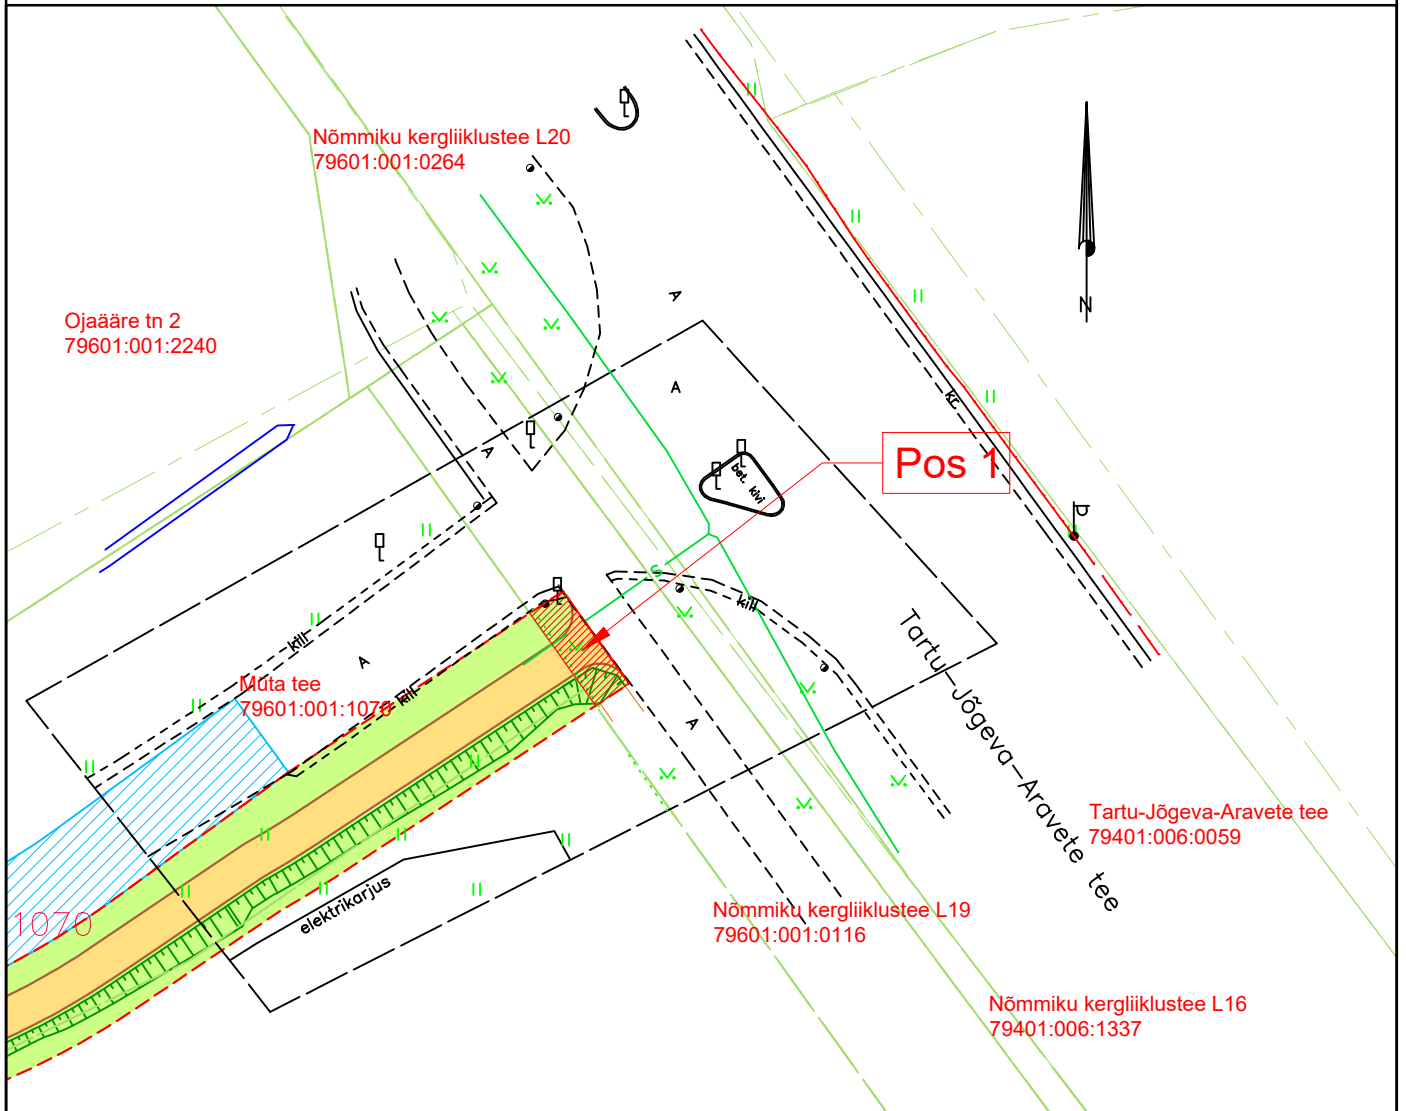 Nõmmiku kergliiklustee L20
79601:001:0264
Ojaääre tn 2
79601:001:2240
N
A
A
kr.
A
Pos 1
bet. kivi
S
kill
kill
A
Muta tee
79601:001:1070
kill
A
Tartu-Jõgeva-Aravete tee
Tartu-Jõgeva-Aravete tee
79401:006:0059
elektrikarjus
1070
Nõmmiku kergliiklustee L19
79601:001:0116
Nõmmiku kergliiklustee L16
79401:006:1337